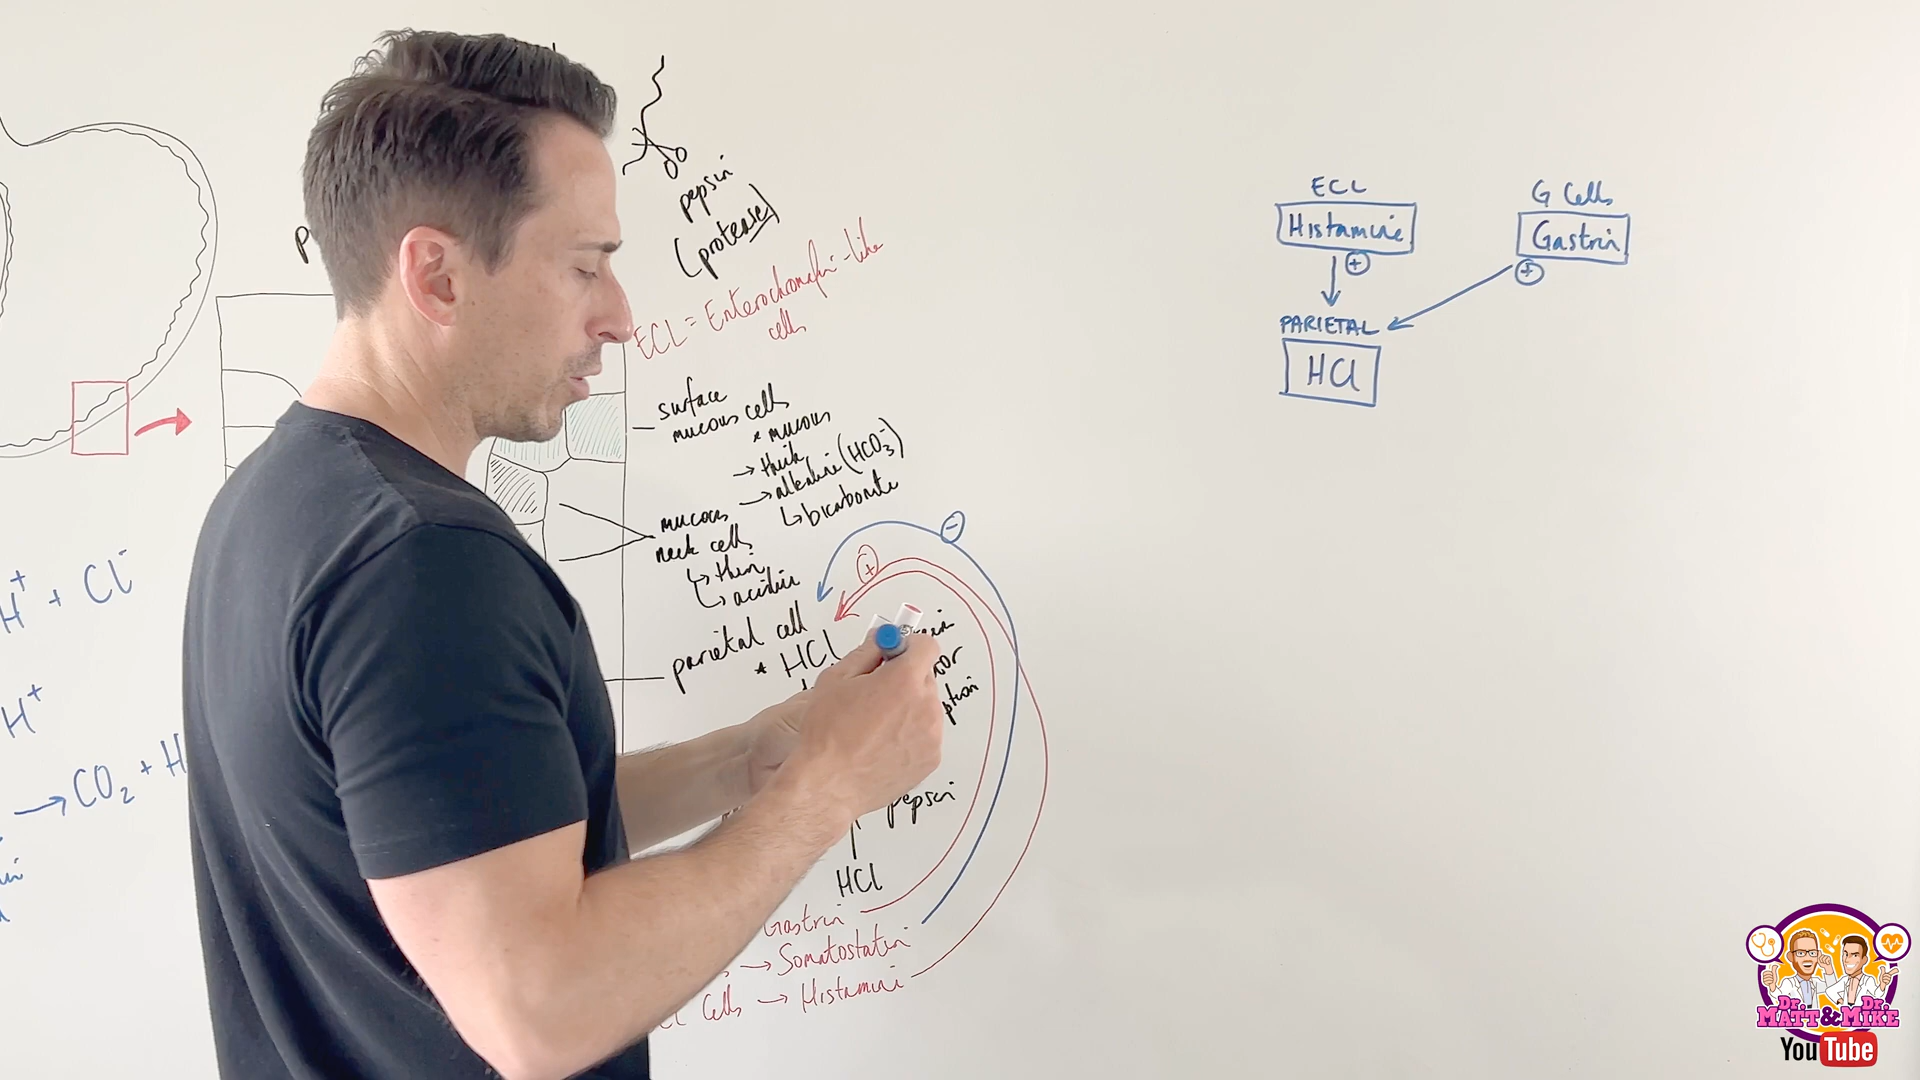 pepsin
(protease)
ECL = Enterochromafin-like
cells
surface
mucous cells
* mucous
→ thick
→ alkaline (HCO₃⁻)
↳ bicarbonate
mucous
neck cells
↳ thin
↳ acidic
parietal cell
* HCl
pepsin
HCl
Gastrin
→ Somatostatin
Cells → Histamine
H⁺ + Cl⁻
H⁺
→ CO₂ + H
⊖
⊕
ECL
Histamine
⊕
G Cells
Gastrin
⊕
PARIETAL
HCl
Dr. Dr.
MATT & MIKE
YouTube